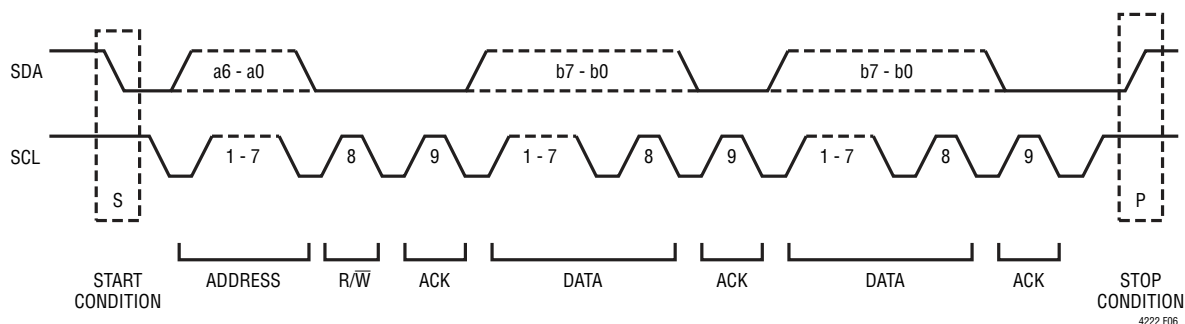 SDA
a6 - a0
b7 - b0
b7 - b0
SCL
1 - 7
8
9
1 - 7
8
9
1 - 7
8
9
S
P
START
CONDITION
ADDRESS
R/W̅
ACK
DATA
ACK
DATA
ACK
STOP
CONDITION
4222 F06